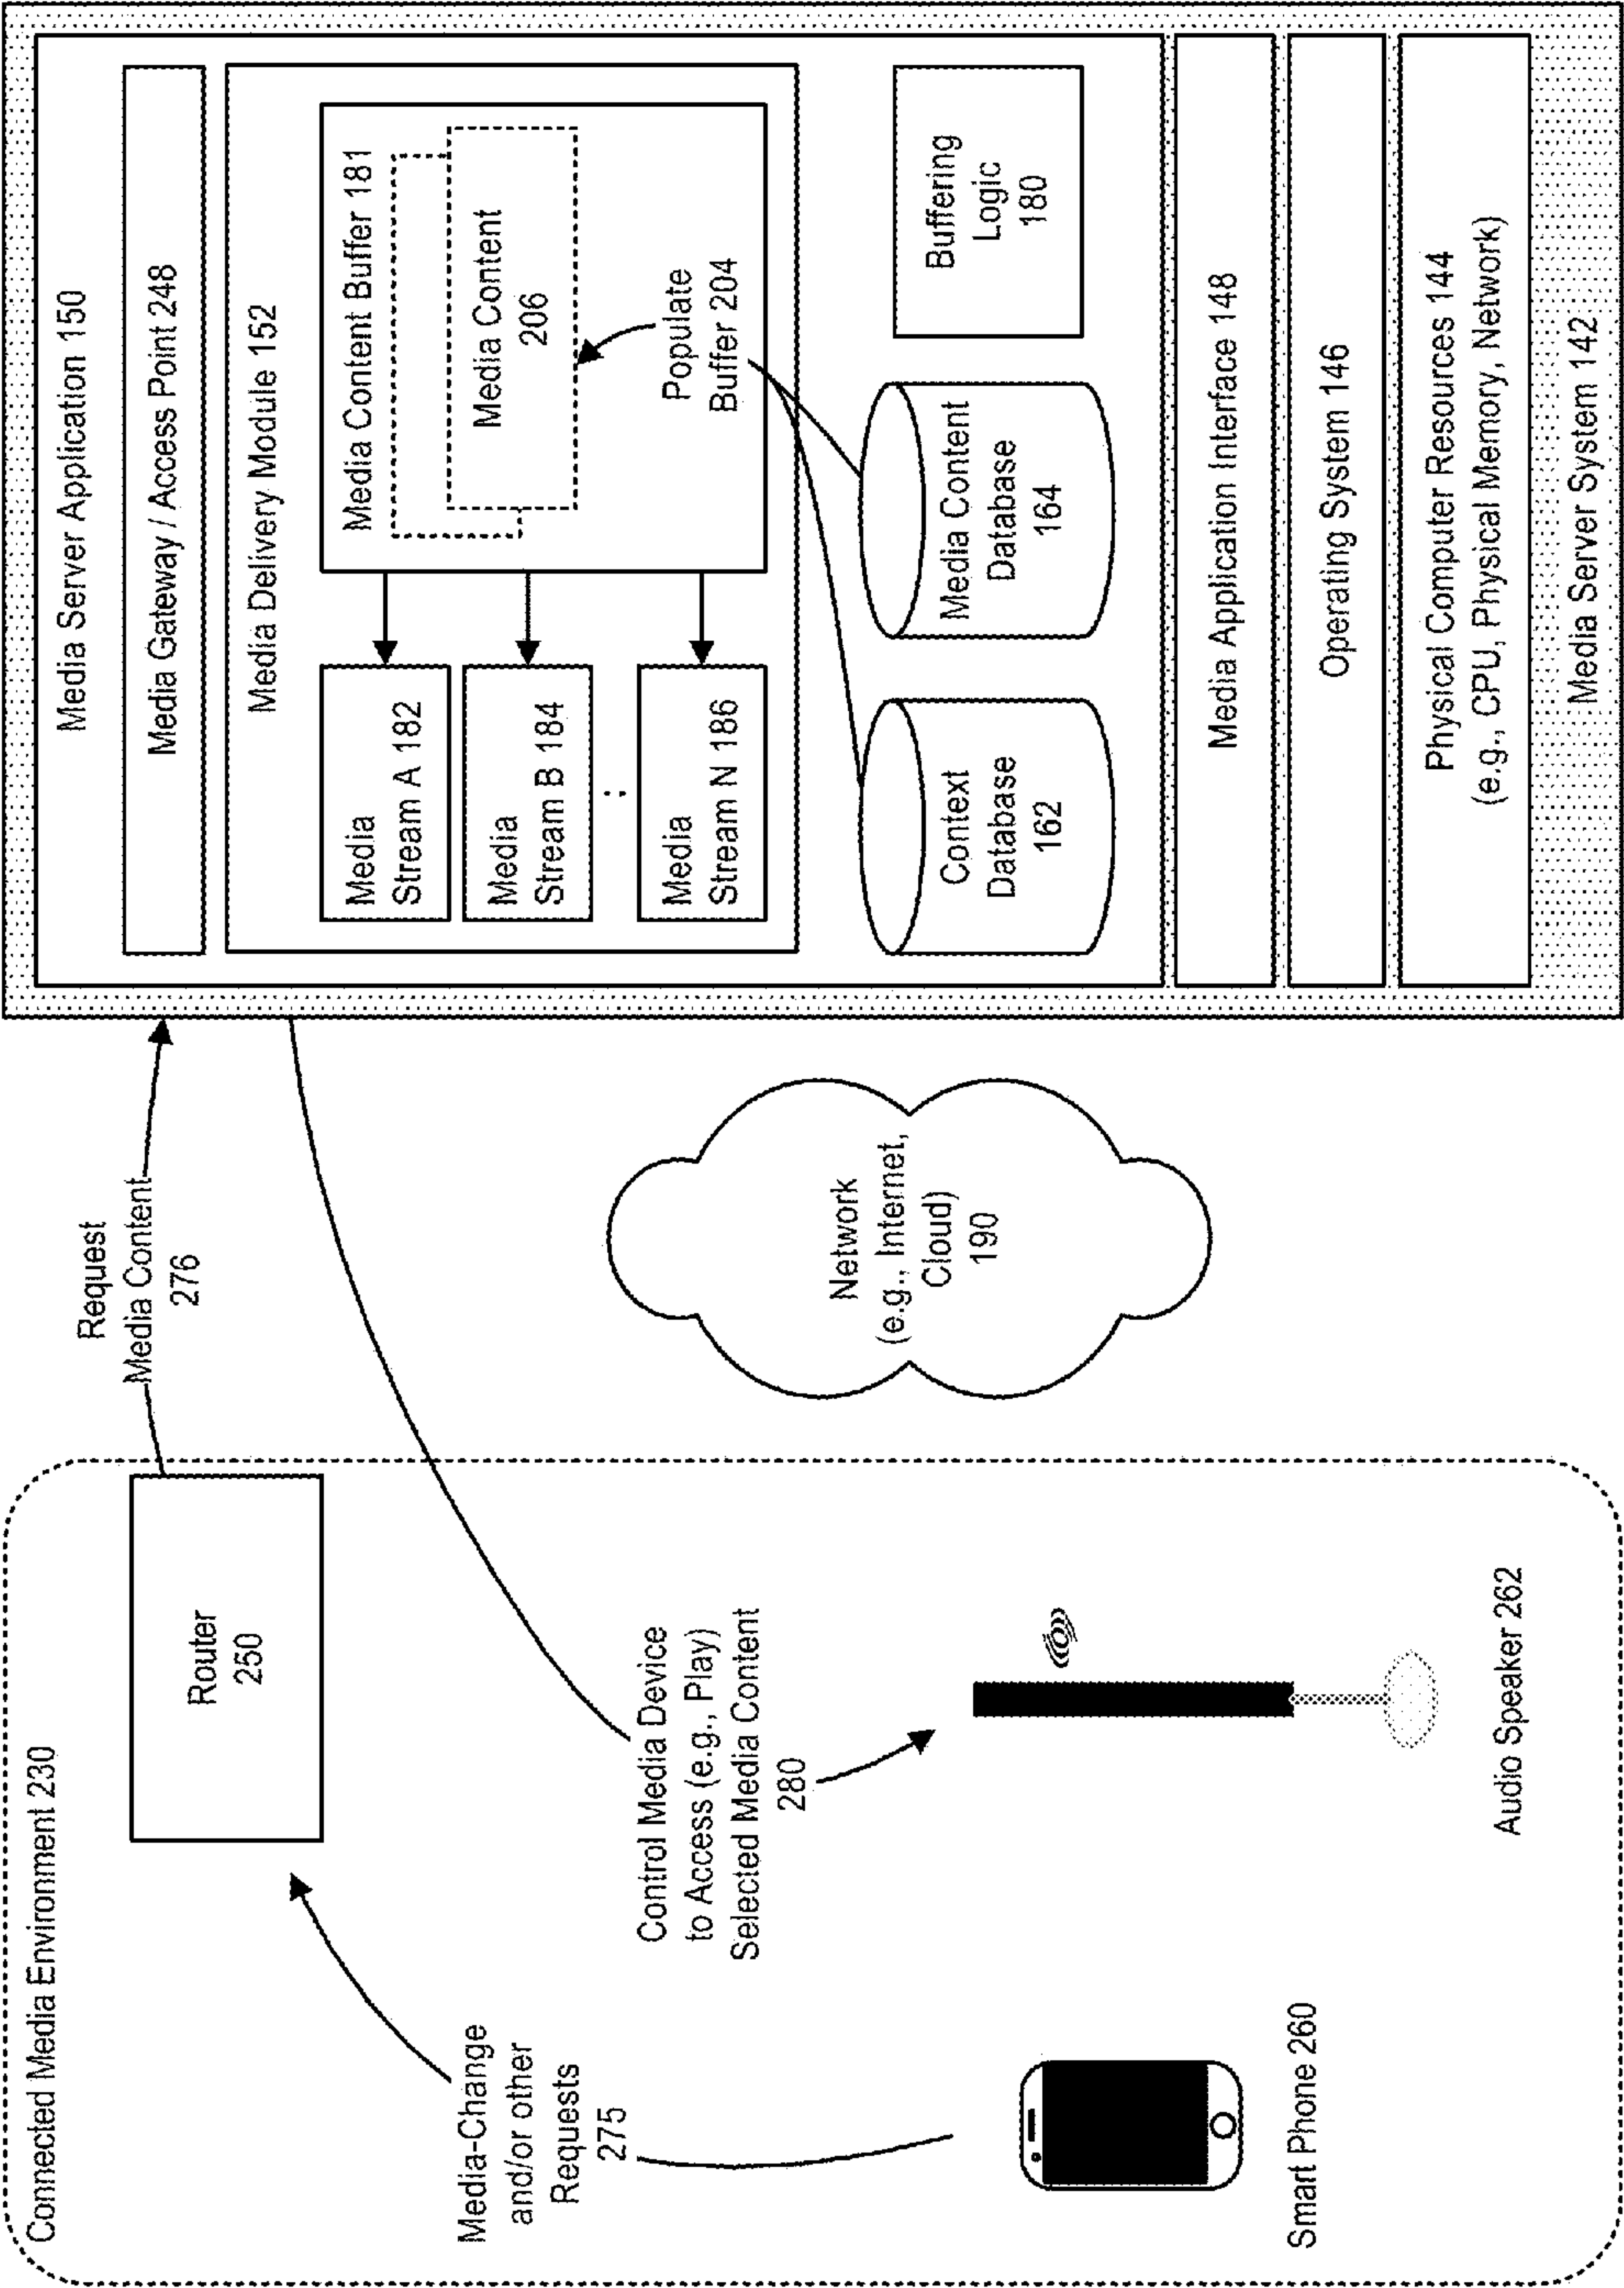 Connected Media Environment 230
Router
250
Media-Change
and/or other
Requests
275
Control Media Device
to Access (e.g., Play)
Selected Media Content
280
Smart Phone 260
Audio Speaker 262
Request
Media Content
276
Network
(e.g., Internet,
Cloud)
190
Media Server Application 150
Media Gateway / Access Point 248
Media Delivery Module 152
Media
Stream A 182
Media
Stream B 184
:
Media
Stream N 186
Media Content Buffer 181
Media Content
206
Populate
Buffer 204
Context
Database
162
Media Content
Database
164
Buffering
Logic
180
Media Application Interface 148
Operating System 146
Physical Computer Resources 144
(e.g., CPU, Physical Memory, Network)
Media Server System 142